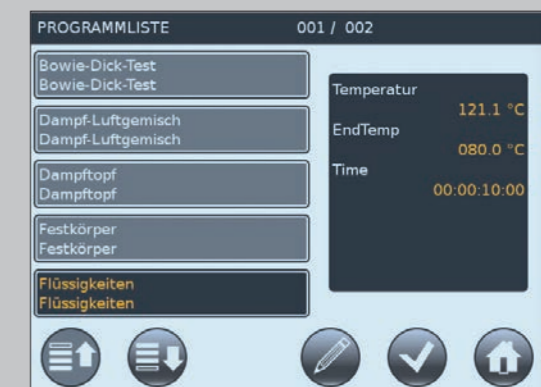 PROGRAMMLISTE 001 / 002
Bowie-Dick-Test
Bowie-Dick-Test
Dampf-Luftgemisch
Dampf-Luftgemisch
Dampftopf
Dampftopf
Festkörper
Festkörper
Flüssigkeiten
Flüssigkeiten
Temperatur
121.1 °C
EndTemp
080.0 °C
Time
00:00:10:00